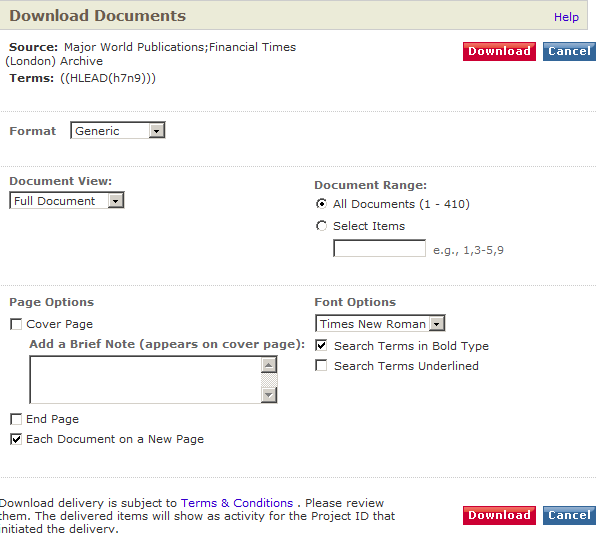 Download Documents
Help
Source: Major World Publications;Financial Times
(London) Archive
Terms: ((HLEAD(h7n9)))
Download
Cancel
Format
Generic
Document View:
Full Document
Document Range:
All Documents (1 - 410)
Select Items
e.g., 1,3-5,9
Page Options
Cover Page
Add a Brief Note (appears on cover page):
End Page
Each Document on a New Page
Font Options
Times New Roman
Search Terms in Bold Type
Search Terms Underlined
Download delivery is subject to Terms & Conditions . Please review
them. The delivered items will show as activity for the Project ID that
initiated the delivery.
Download
Cancel